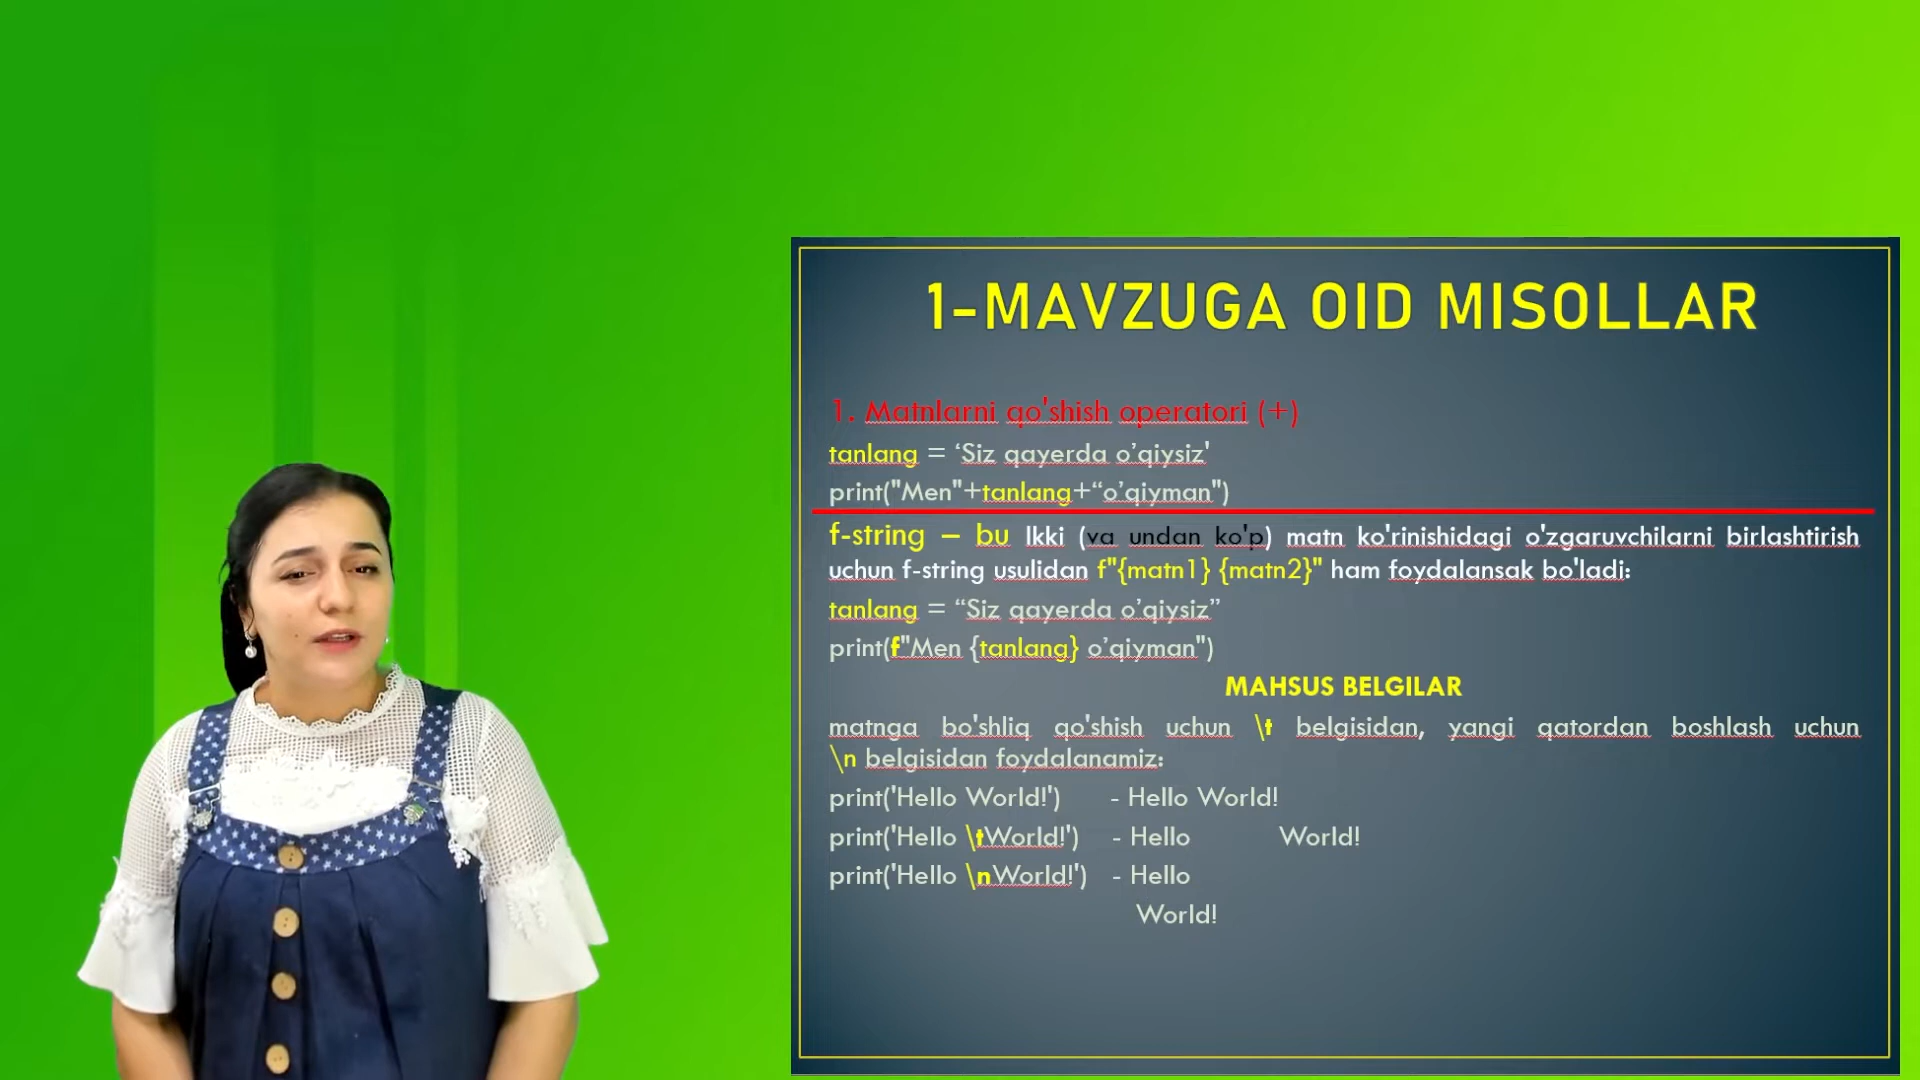 1-MAVZUGA OID MISOLLAR
1. Matnlarni qo'shish operatori (+)
tanlang = ‘Siz qayerda o’qiysiz'
print("Men"+tanlang+“o’qiyman")
f-string – bu Ikki (va undan ko'p) matn ko'rinishidagi o'zgaruvchilarni birlashtirish
uchun f-string usulidan f"{matn1} {matn2}" ham foydalansak bo'ladi:
tanlang = “Siz qayerda o’qiysiz”
print(f"Men {tanlang} o’qiyman")
MAHSUS BELGILAR
matnga bo'shliq qo'shish uchun \t belgisidan, yangi qatordan boshlash uchun
\n belgisidan foydalanamiz:
print('Hello World!') - Hello World!
print('Hello \tWorld!') - Hello World!
print('Hello \nWorld!') - Hello
World!